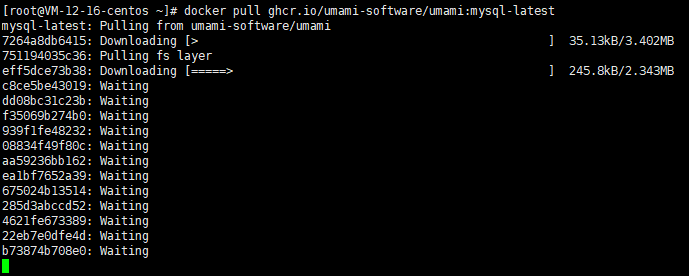 [root@VM-12-16-centos ~]# docker pull ghcr.io/umami-software/umami:mysql-latest
mysql-latest: Pulling from umami-software/umami
7264a8db6415: Downloading [>                                                  ]  35.13kB/3.402MB
751194035c36: Pulling fs layer
eff5dce73b38: Downloading [=====>                                             ]  245.8kB/2.343MB
c8ce5be43019: Waiting
dd08bc31c23b: Waiting
f35069b274b0: Waiting
939f1fe48232: Waiting
08834f49f80c: Waiting
aa59236bb162: Waiting
ea1bf7652a39: Waiting
675024b13514: Waiting
285d3abccd52: Waiting
4621fe673389: Waiting
22eb7e0dfe4d: Waiting
b73874b708e0: Waiting